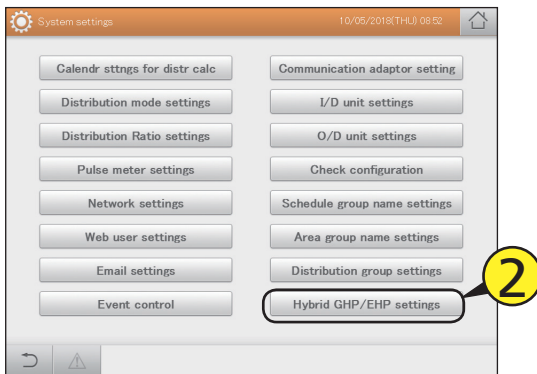 System settings 10/05/2018(THU) 08:52
Calendr sttngs for distr calc Communication adaptor setting
Distribution mode settings I/D unit settings
Distribution Ratio settings O/D unit settings
Pulse meter settings Check configuration
Network settings Schedule group name settings
Web user settings Area group name settings
Email settings Distribution group settings
Event control Hybrid GHP/EHP settings
2